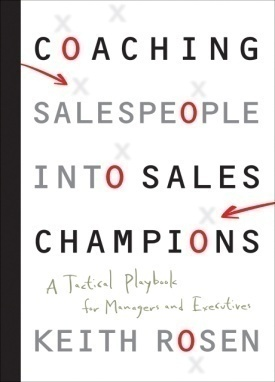 COACHING
SALESPEOPLE
INTO SALES
CHAMPIONS
A Tactical Playbook
for Managers and Executives
KEITH ROSEN